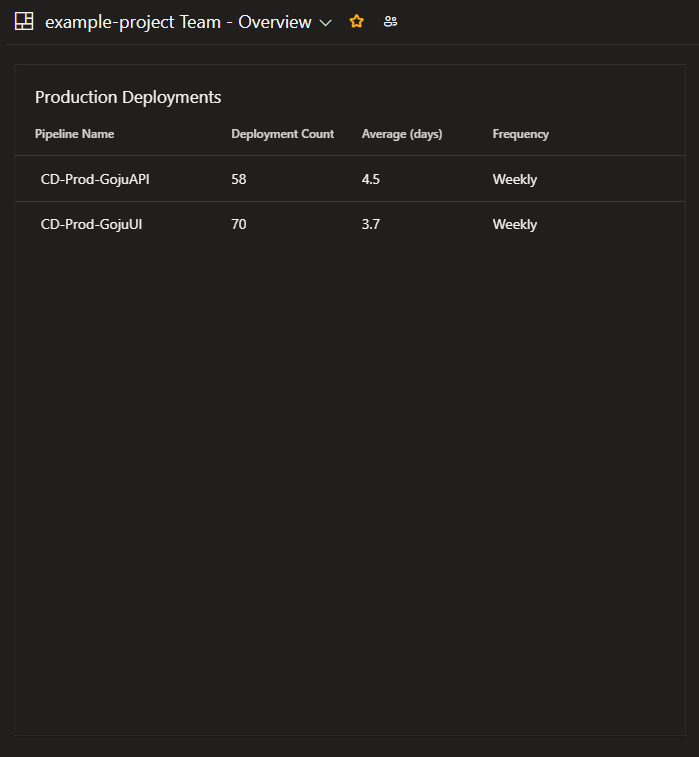 example-project Team - Overview
Production Deployments
Pipeline Name Deployment Count Average (days) Frequency
CD-Prod-GojuAPI 58 4.5 Weekly
CD-Prod-GojuUI 70 3.7 Weekly